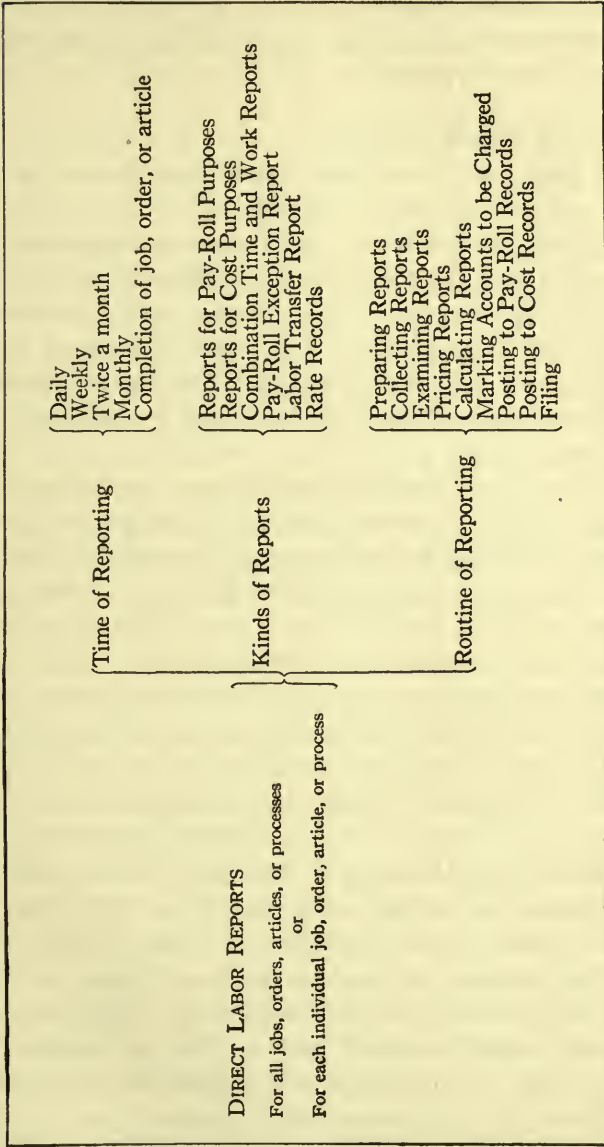 DIRECT LABOR REPORTS
For all jobs, orders, articles, or processes
or
For each individual job, order, article, or process
Time of Reporting
Daily
Weekly
Twice a month
Monthly
Completion of job, order, or article
Kinds of Reports
Reports for Pay-Roll Purposes
Reports for Cost Purposes
Combination Time and Work Reports
Pay-Roll Exception Report
Labor Transfer Report
Rate Records
Routine of Reporting
Preparing Reports
Collecting Reports
Examining Reports
Pricing Reports
Calculating Reports
Marking Accounts to be Charged
Posting to Pay-Roll Records
Posting to Cost Records
Filing